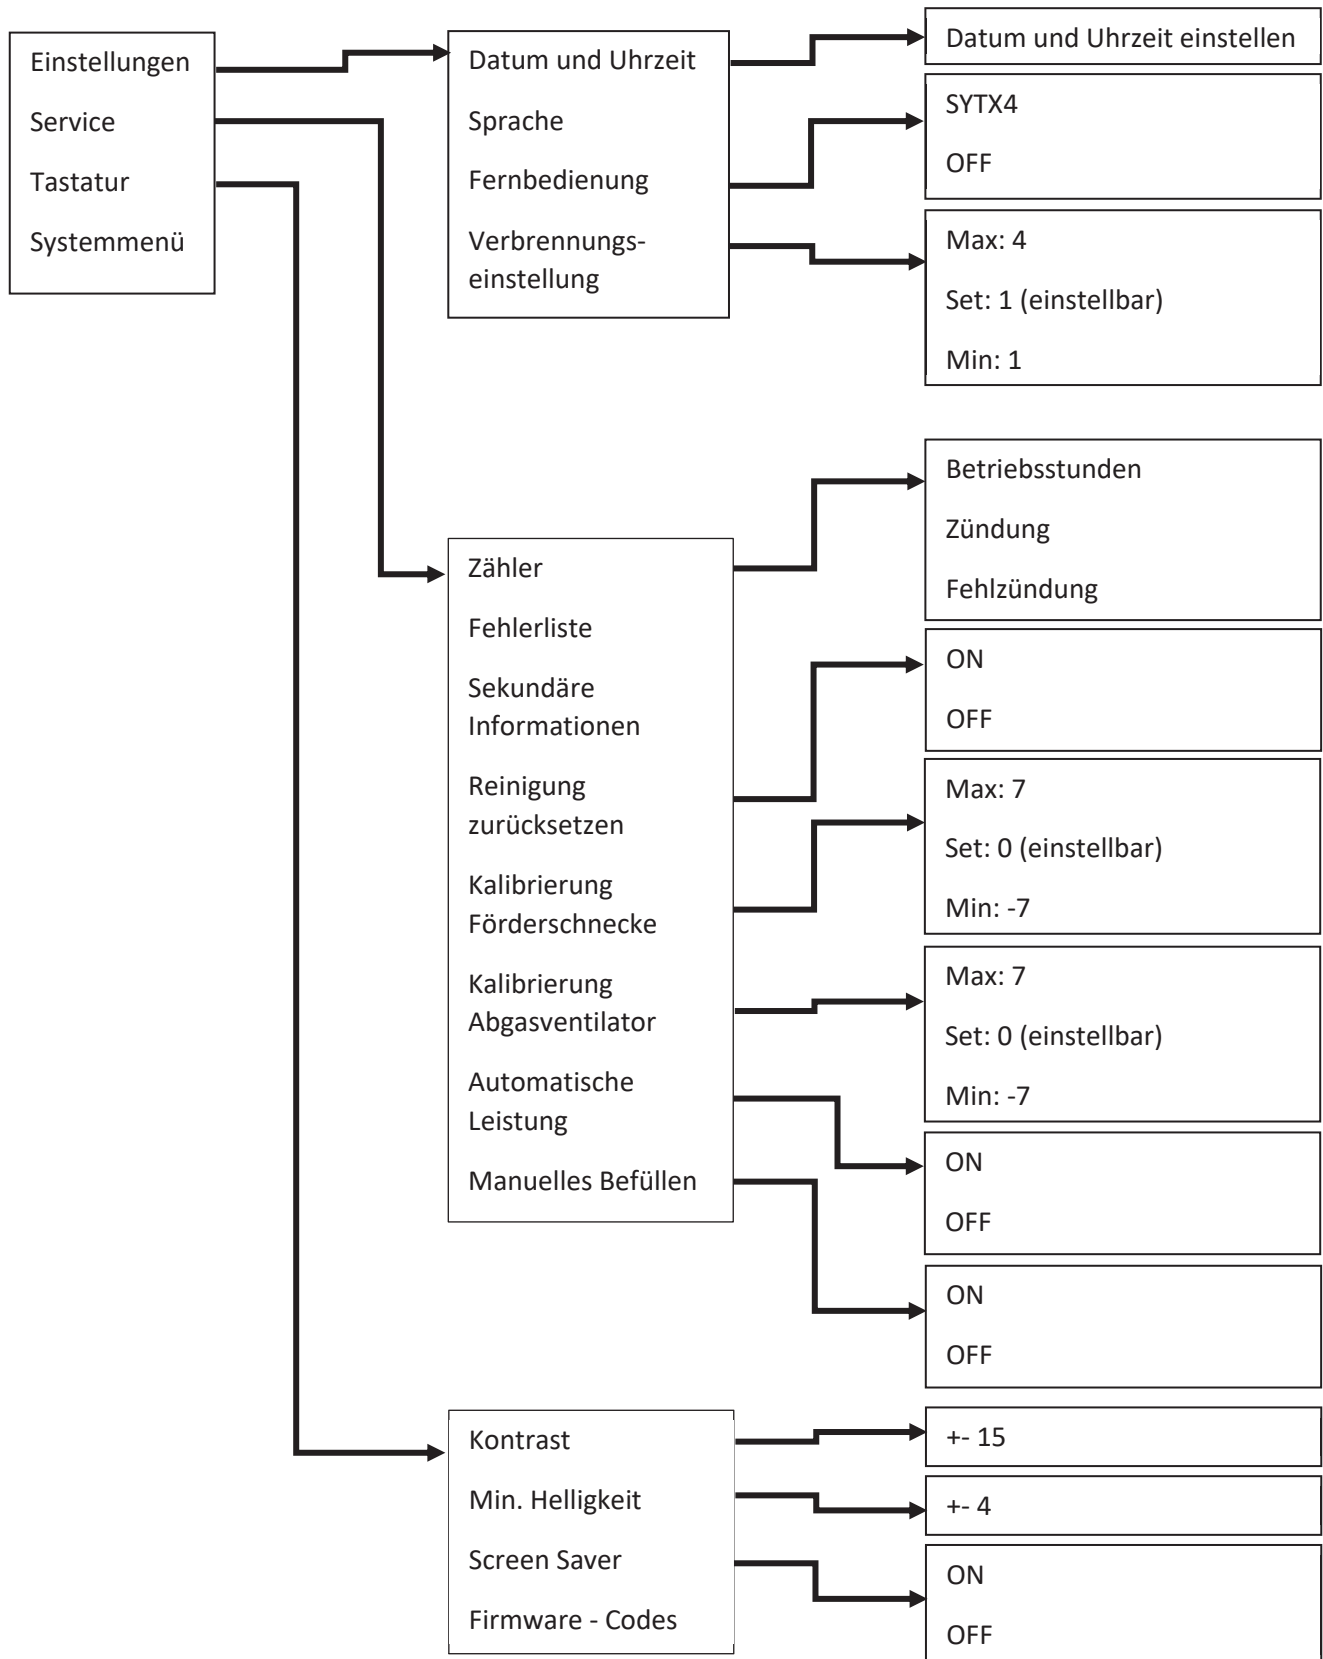 Einstellungen
Service
Tastatur
Systemmenü
Datum und Uhrzeit
Sprache
Fernbedienung
Verbrennungs-
einstellung
Datum und Uhrzeit einstellen
SYTX4
OFF
Max: 4
Set: 1 (einstellbar)
Min: 1
Zähler
Fehlerliste
Sekundäre
Informationen
Reinigung
zurücksetzen
Kalibrierung
Förderschnecke
Kalibrierung
Abgasventilator
Automatische
Leistung
Manuelles Befüllen
Betriebsstunden
Zündung
Fehlzündung
ON
OFF
Max: 7
Set: 0 (einstellbar)
Min: -7
Max: 7
Set: 0 (einstellbar)
Min: -7
ON
OFF
ON
OFF
Kontrast
Min. Helligkeit
Screen Saver
Firmware - Codes
+- 15
+- 4
ON
OFF